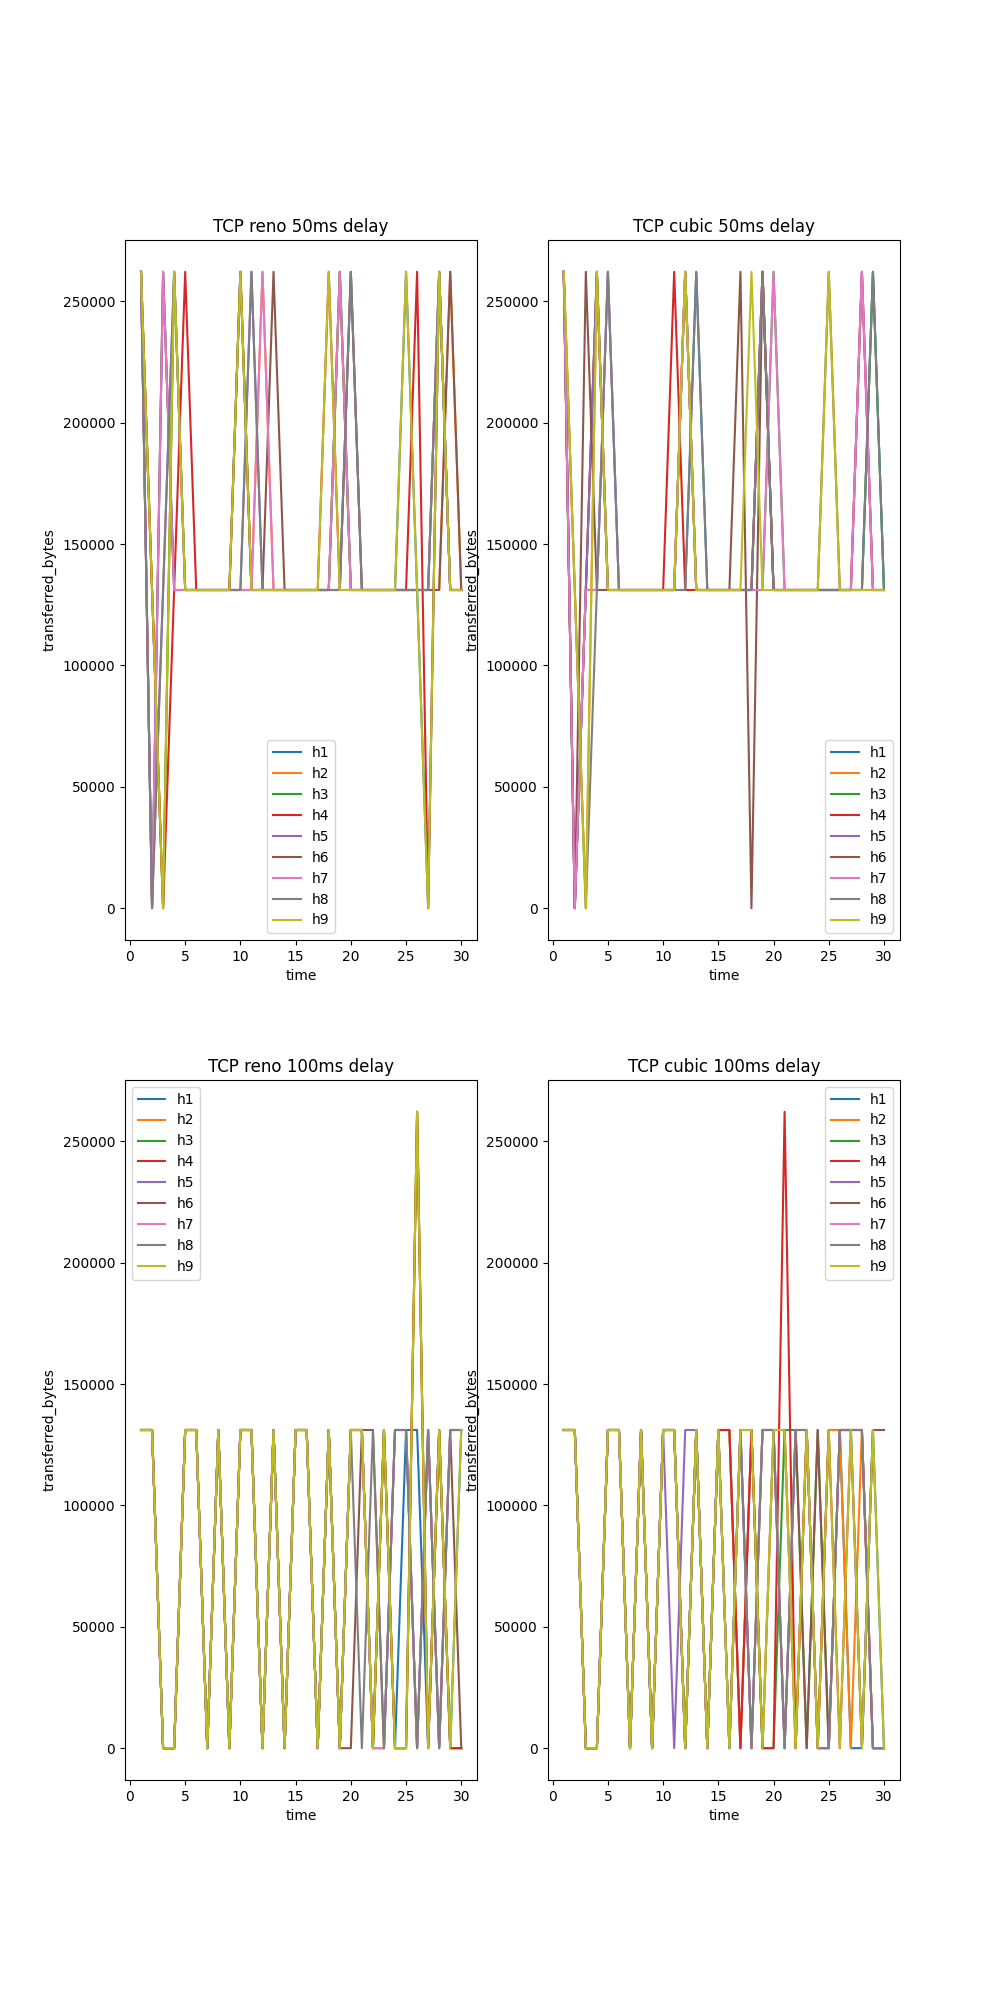 TCP reno 50ms delay
TCP cubic 50ms delay
250000
200000
150000
100000
50000
0
transferred_bytes
h1
h2
h3
h4
h5
h6
h7
h8
h9
0 5 10 15 20 25 30
time
250000
200000
150000
100000
50000
0
transferred_bytes
h1
h2
h3
h4
h5
h6
h7
h8
h9
0 5 10 15 20 25 30
time
TCP reno 100ms delay
TCP cubic 100ms delay
h1
h2
h3
h4
h5
h6
h7
h8
h9
250000
200000
150000
100000
50000
0
transferred_bytes
0 5 10 15 20 25 30
time
h1
h2
h3
h4
h5
h6
h7
h8
h9
250000
200000
150000
100000
50000
0
transferred_bytes
0 5 10 15 20 25 30
time